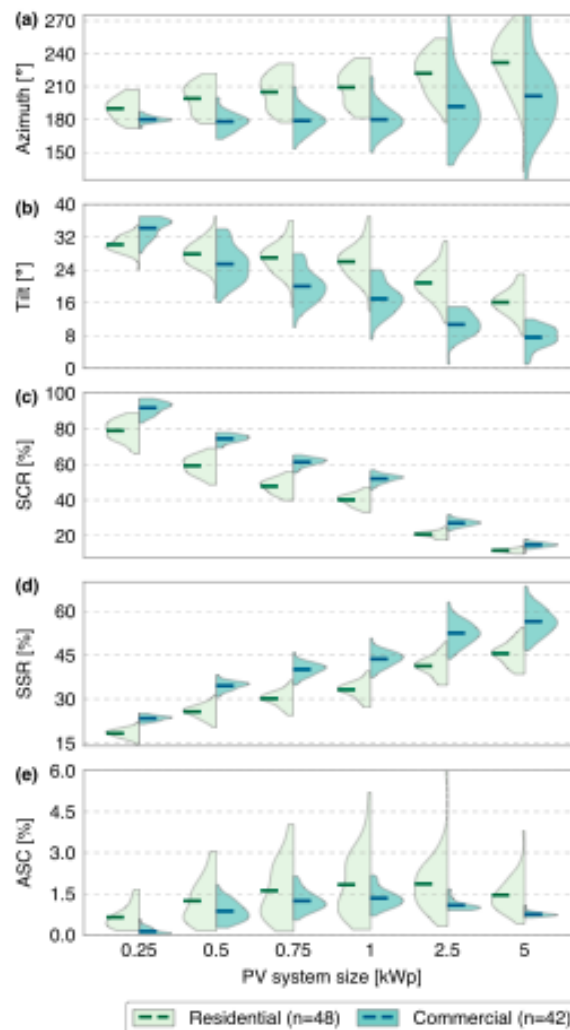 (a)
270
240
210
180
150
Azimuth [°]
(b)
40
32
24
16
8
0
Tilt [°]
(c)
100
80
60
40
20
SCR [%]
(d)
60
45
30
15
SSR [%]
(e)
6.0
4.5
3.0
1.5
0.0
ASC [%]
0.25 0.5 0.75 1 2.5 5
PV system size [kWp]
Residential (n=48) Commercial (n=42)